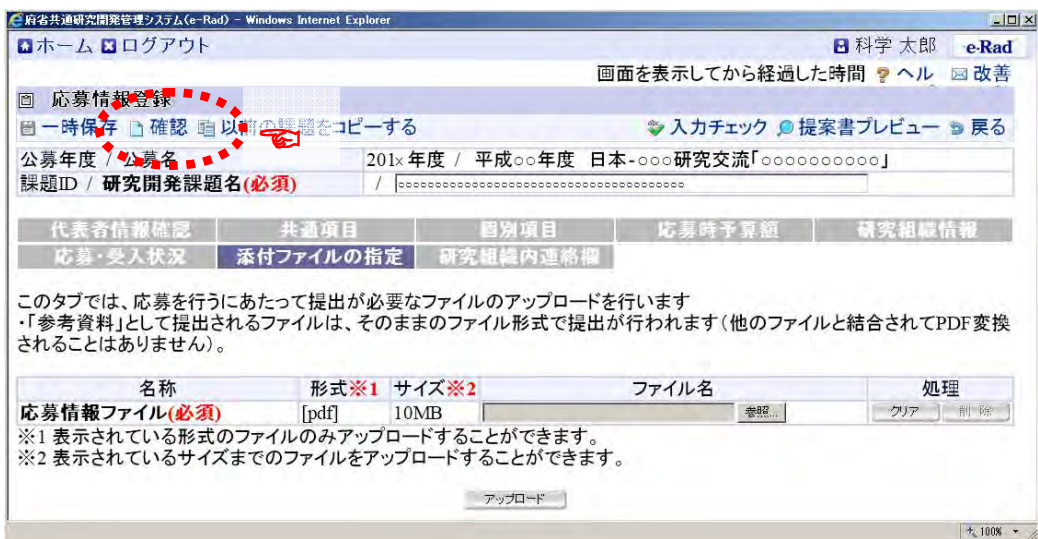 府省共通研究開発管理システム(e-Rad) - Windows Internet Explorer
ホーム ログアウト 科学 太郎 e-Rad
画面を表示してから経過した時間 ヘル 改善
応募情報登録
一時保存 確認 以前の課題をコピーする 入力チェック 提案書プレビュー 戻る
公募年度 / 公募名 201×年度 / 平成○○年度 日本-○○○研究交流「○○○○○○○○○○」
課題ID / 研究開発課題名(必須) /
代表者情報確認 共通項目 個別項目 応募時予算額 研究組織情報
応募・受入状況 添付ファイルの指定 研究組織内連絡欄
このタブでは、応募を行うにあたって提出が必要なファイルのアップロードを行います
・「参考資料」として提出されるファイルは、そのままのファイル形式で提出が行われます(他のファイルと結合されてPDF変換
されることはありません)。
名称 形式※1 サイズ※2 ファイル名 処理
応募情報ファイル(必須) [pdf] 10MB 参照... クリア 削除
※1 表示されている形式のファイルのみアップロードすることができます。
※2 表示されているサイズまでのファイルをアップロードすることができます。
アップロード
100%